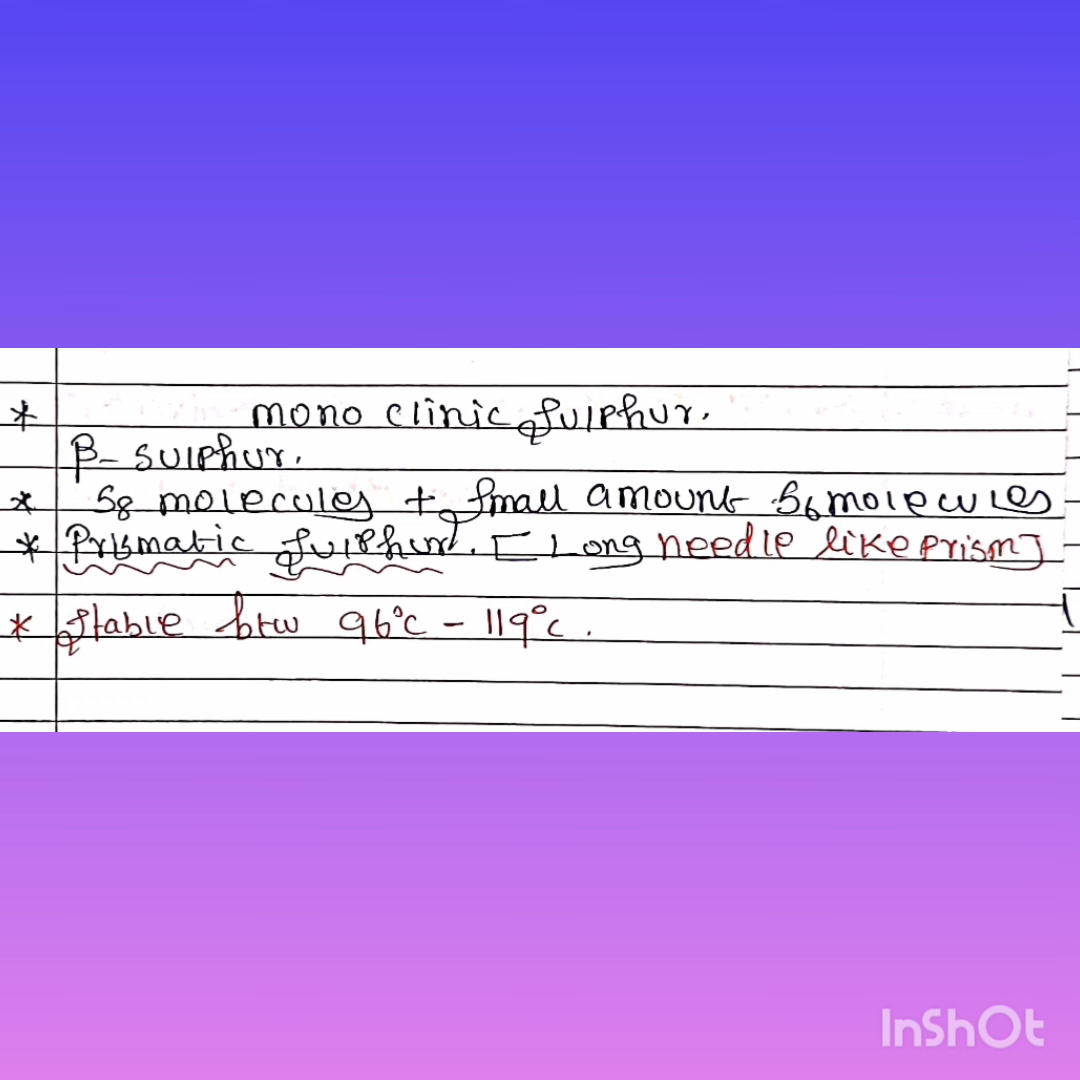 * mono clinic sulphur.
β- sulphur.
* S8 molecules + small amount S6 molecules
* Prismatic sulphur. [Long needle like prism]
* stable btw 96°c - 119°c.
InShOt